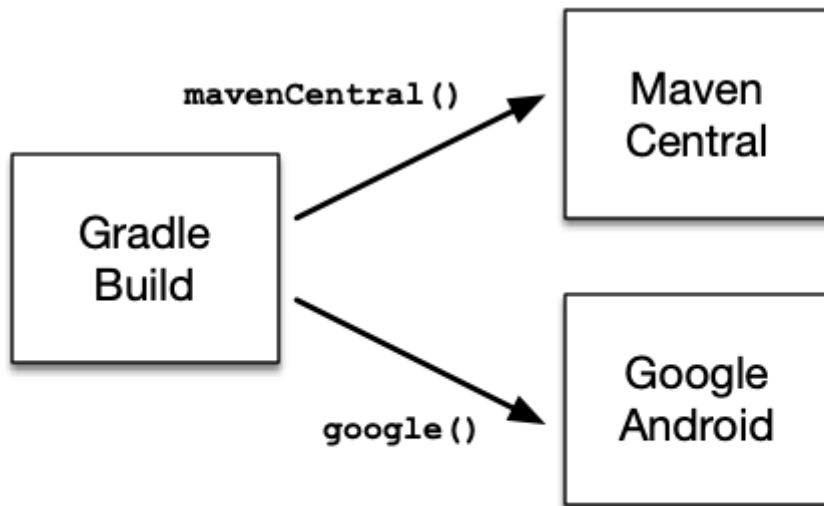 mavenCentral()
Maven
Central
Gradle
Build
Google
Android
google()